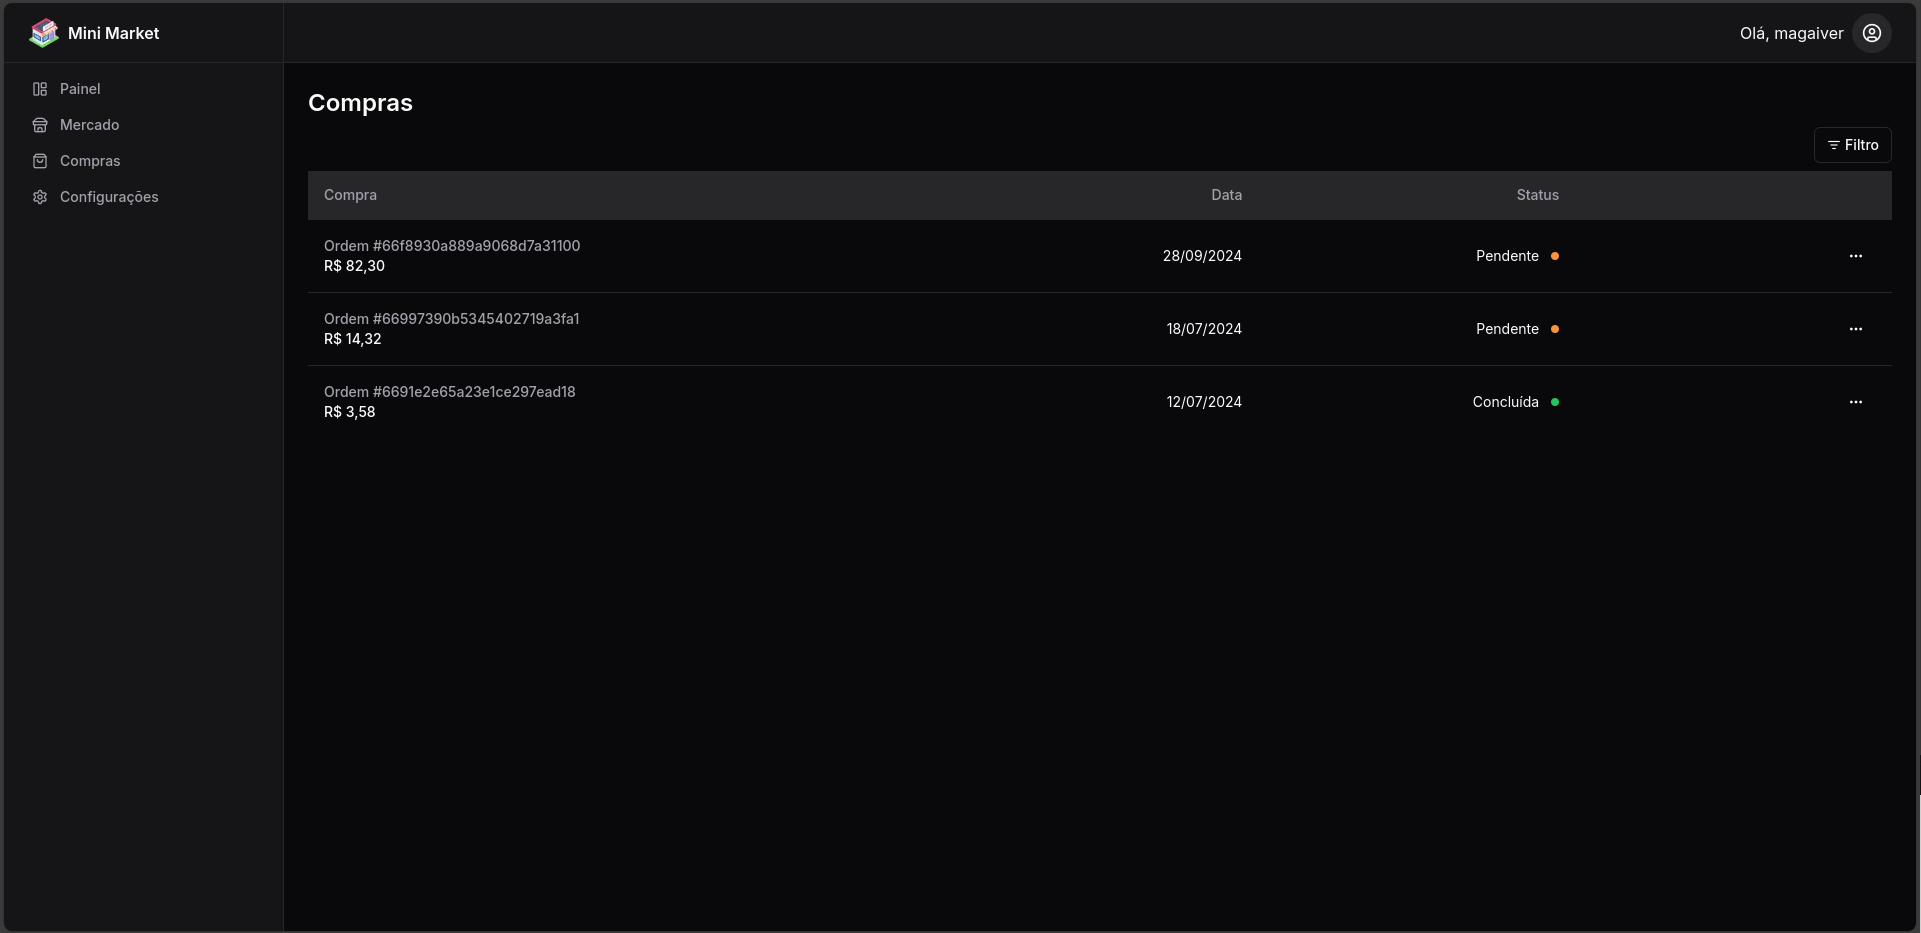 Mini Market
Olá, magaiver
Painel
Mercado
Compras
Configurações
Compras
Filtro
Compra Data Status
Ordem #66f8930a889a9068d7a31100
R$ 82,30
28/09/2024 Pendente
Ordem #66997390b5345402719a3fa1
R$ 14,32
18/07/2024 Pendente
Ordem #6691e2e65a23e1ce297ead18
R$ 3,58
12/07/2024 Concluída